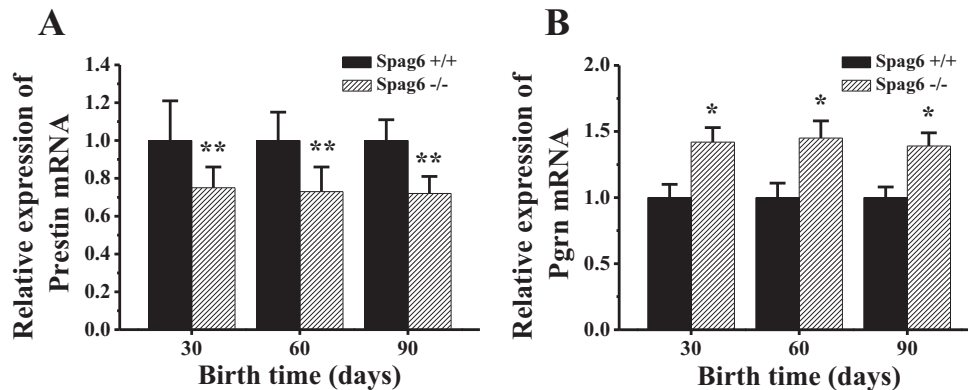 A
Spag6 +/+
Spag6 -/-
Relative expression of
Prestin mRNA
1.4
1.2
1.0
0.8
0.6
0.4
0.2
0.0
**
**
**
30
60
90
Birth time (days)
B
Spag6 +/+
Spag6 -/-
Relative expression of
Pgrn mRNA
2.0
1.5
1.0
0.5
0.0
*
*
*
30
60
90
Birth time (days)